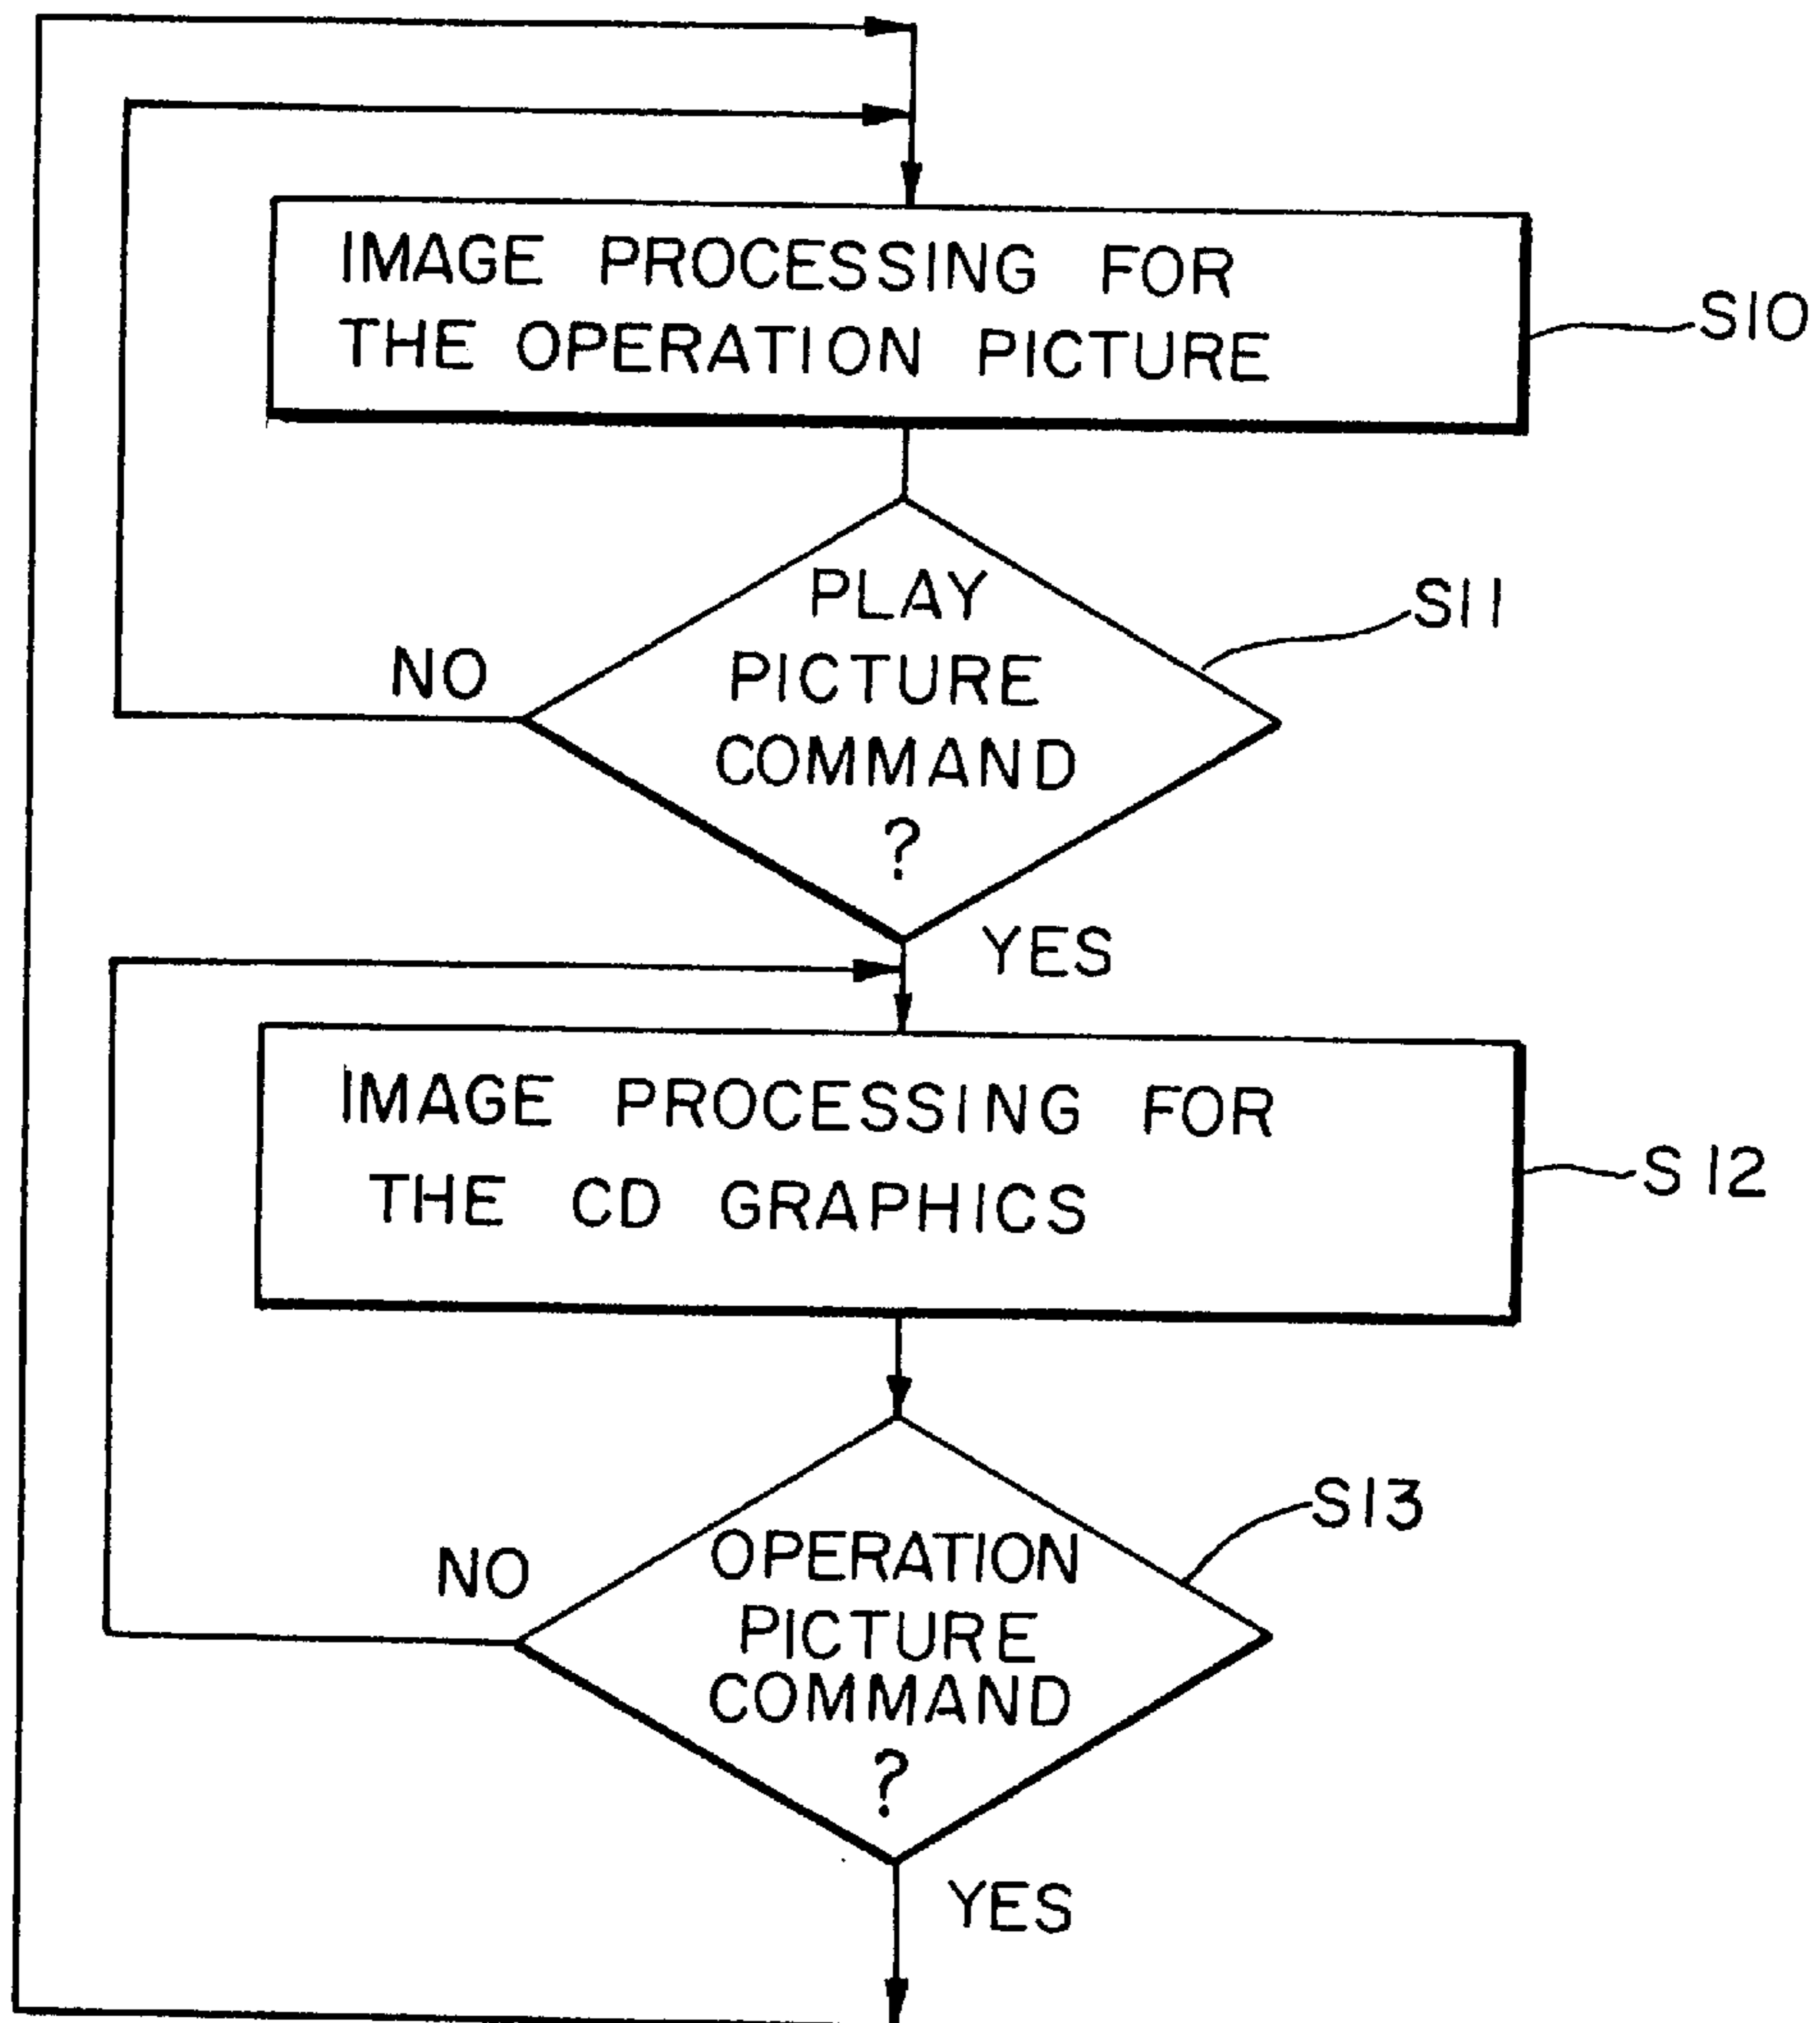 IMAGE PROCESSING FOR
THE OPERATION PICTURE
S10
PLAY
PICTURE
COMMAND
?
S11
NO
YES
IMAGE PROCESSING FOR
THE CD GRAPHICS
S12
OPERATION
PICTURE
COMMAND
?
S13
NO
YES